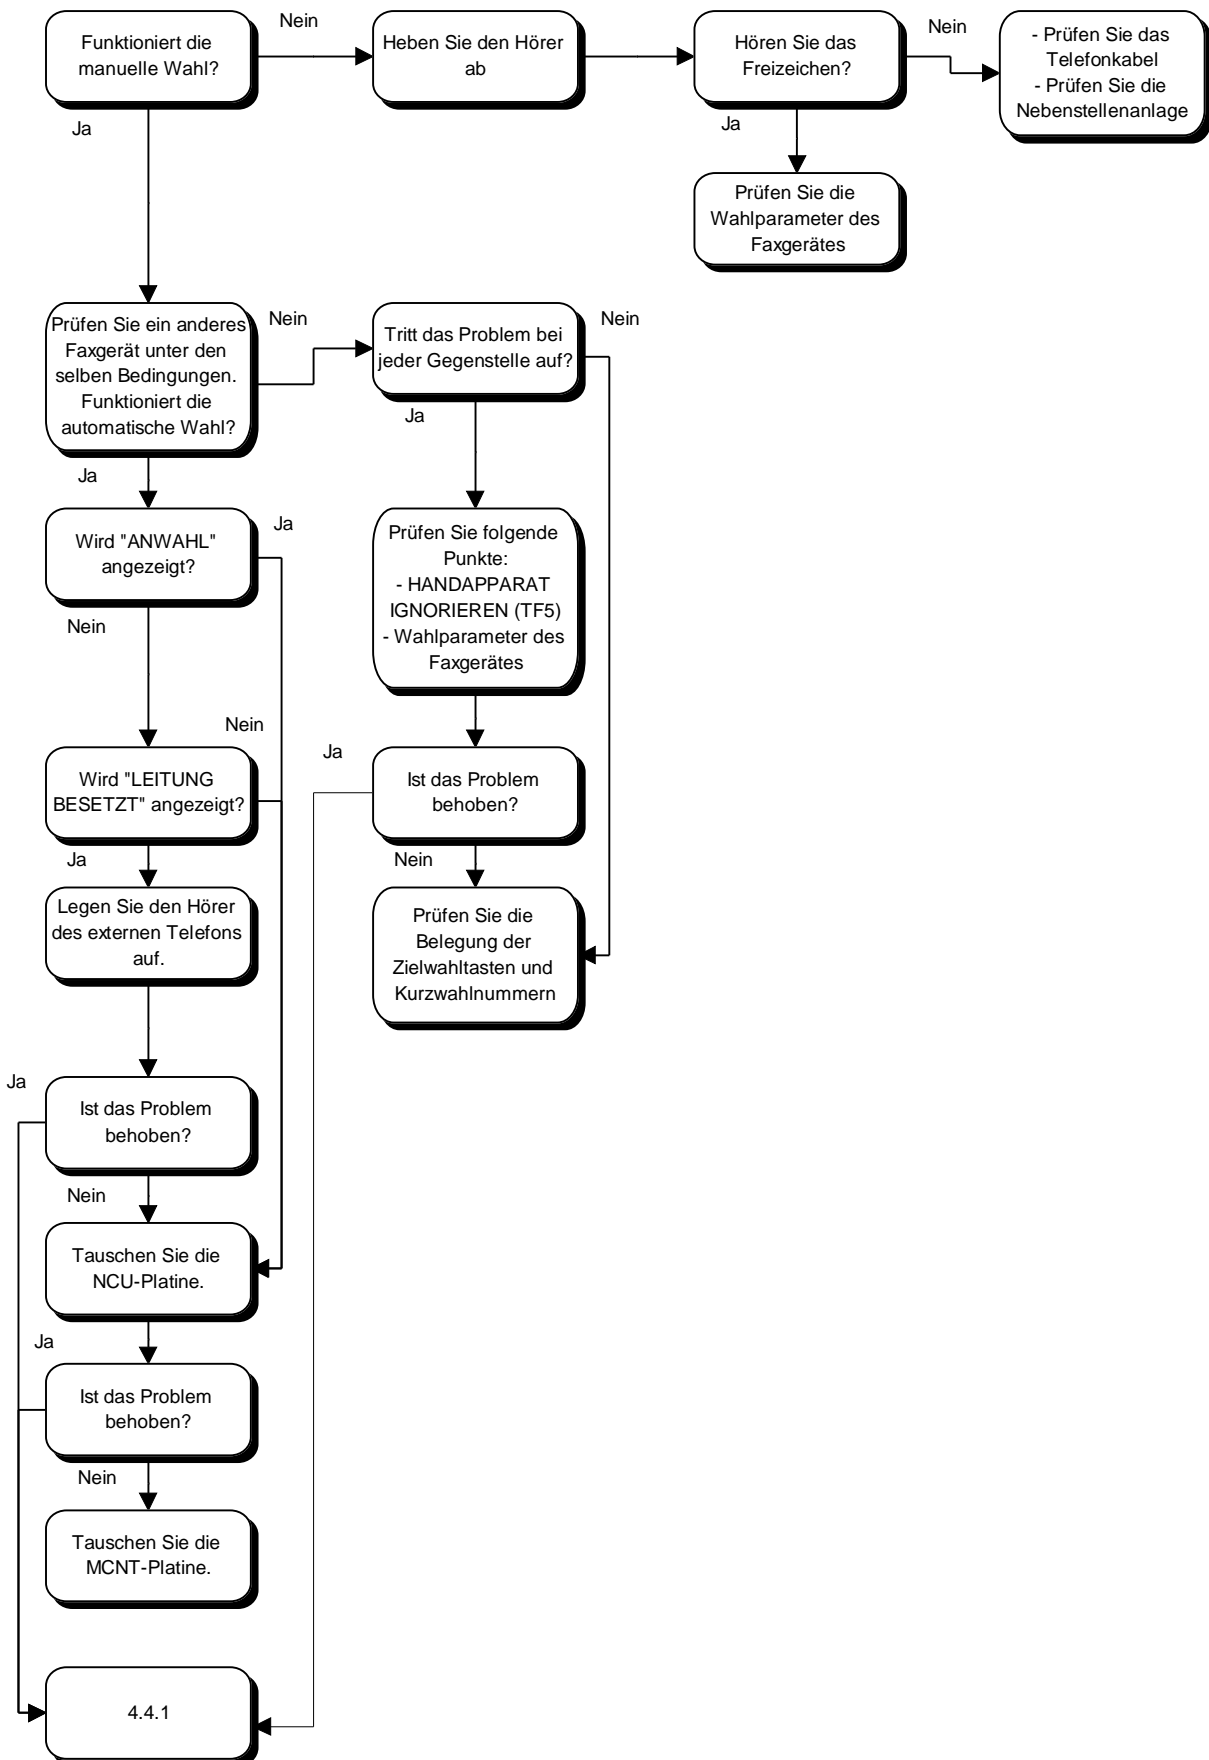 Funktioniert die
manuelle Wahl?
Nein
Heben Sie den Hörer
ab
Hören Sie das
Freizeichen?
Nein
- Prüfen Sie das
Telefonkabel
- Prüfen Sie die
Nebenstellenanlage
Ja
Ja
Prüfen Sie die
Wahlparameter des
Faxgerätes
Prüfen Sie ein anderes
Faxgerät unter den
selben Bedingungen.
Funktioniert die
automatische Wahl?
Nein
Tritt das Problem bei
jeder Gegenstelle auf?
Nein
Ja
Ja
Wird "ANWAHL"
angezeigt?
Ja
Prüfen Sie folgende
Punkte:
- HANDAPPARAT
IGNORIEREN (TF5)
- Wahlparameter des
Faxgerätes
Nein
Nein
Wird "LEITUNG
BESETZT" angezeigt?
Ja
Ist das Problem
behoben?
Ja
Nein
Legen Sie den Hörer
des externen Telefons
auf.
Prüfen Sie die
Belegung der
Zielwahltasten und
Kurzwahlnummern
Ja
Ist das Problem
behoben?
Nein
Tauschen Sie die
NCU-Platine.
Ja
Ist das Problem
behoben?
Nein
Tauschen Sie die
MCNT-Platine.
4.4.1